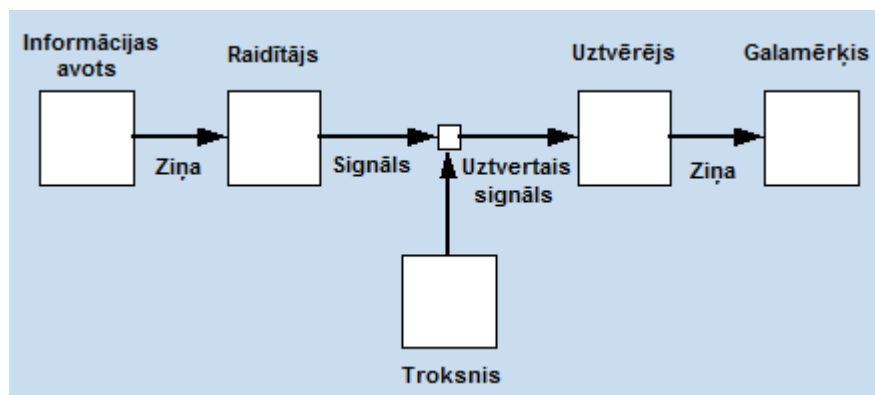 Informācijas
avots
Raidītājs
Uztvērējs
Galamērķis
Ziņa
Signāls
Uztvertais
signāls
Ziņa
Troksnis